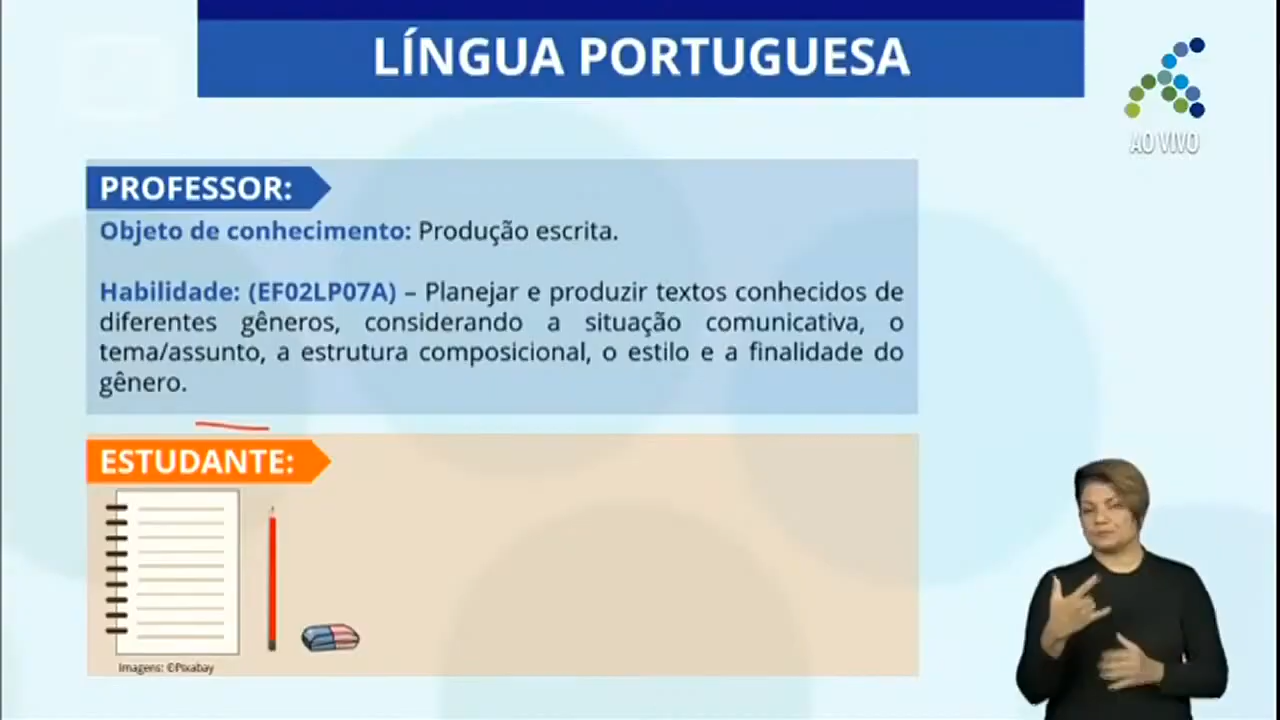 LÍNGUA PORTUGUESA
AO VIVO
PROFESSOR:
Objeto de conhecimento: Produção escrita.
Habilidade: (EF02LP07A) – Planejar e produzir textos conhecidos de
diferentes gêneros, considerando a situação comunicativa, o
tema/assunto, a estrutura composicional, o estilo e a finalidade do
gênero.
ESTUDANTE:
Imagens: ©Pixabay